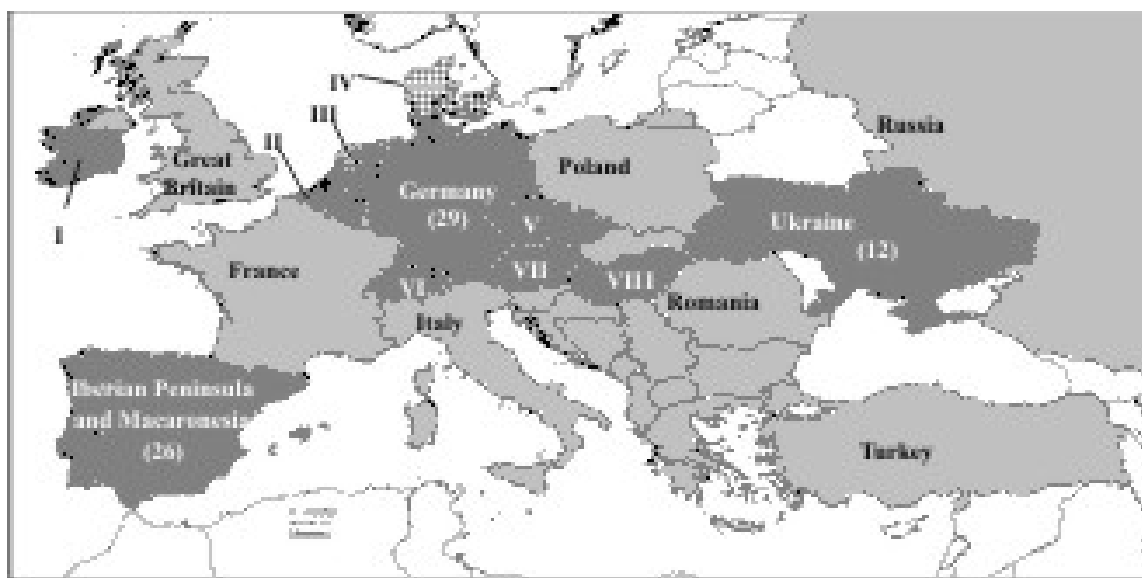 IV
III
II
Russia
Great
Britain
Poland
Germany
(29)
V
Ukraine
(12)
I
France
VI
VII
VIII
Romania
Italy
Iberian Peninsula
and Macaronesia
(26)
Turkey